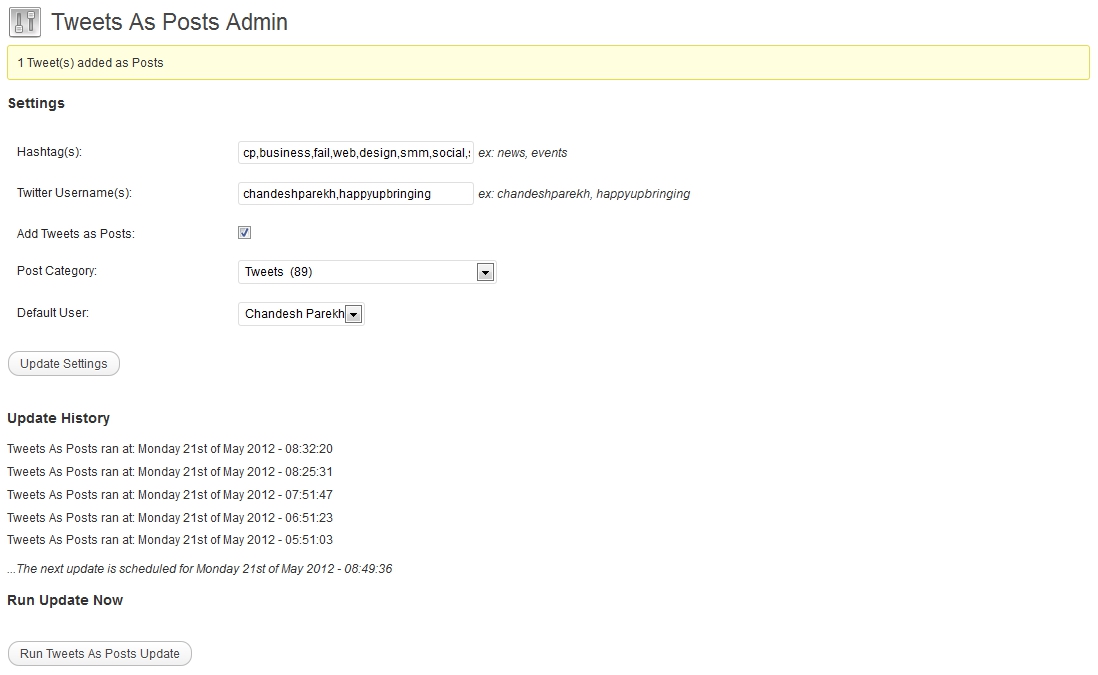 Tweets As Posts Admin
1 Tweet(s) added as Posts
Settings
Hashtag(s): cp,business,fail,web,design,smm,social, ex: news, events
Twitter Username(s): chandeshparekh,happyupbringing ex: chandeshparekh, happyupbringing
Add Tweets as Posts:
Post Category: Tweets (89)
Default User: Chandesh Parekh
Update Settings
Update History
Tweets As Posts ran at: Monday 21st of May 2012 - 08:32:20
Tweets As Posts ran at: Monday 21st of May 2012 - 08:25:31
Tweets As Posts ran at: Monday 21st of May 2012 - 07:51:47
Tweets As Posts ran at: Monday 21st of May 2012 - 06:51:23
Tweets As Posts ran at: Monday 21st of May 2012 - 05:51:03
...The next update is scheduled for Monday 21st of May 2012 - 08:49:36
Run Update Now
Run Tweets As Posts Update